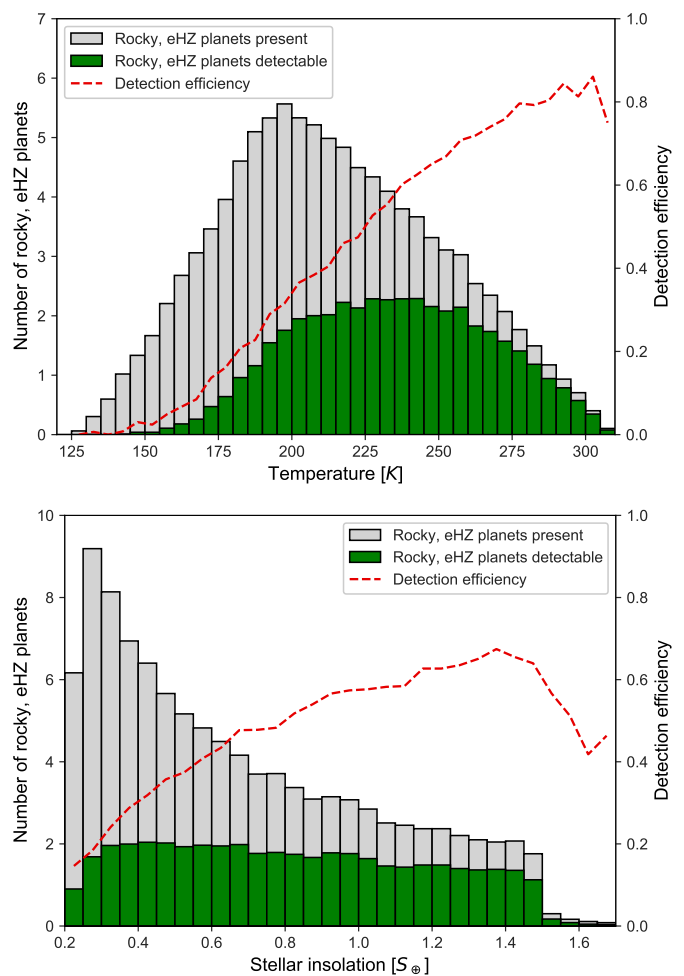 Rocky, eHZ planets present
Rocky, eHZ planets detectable
Detection efficiency
Number of rocky, eHZ planets
Detection efficiency
7
6
5
4
3
2
1
0
1.0
0.8
0.6
0.4
0.2
0.0
125 150 175 200 225 250 275 300
Temperature [K]
Rocky, eHZ planets present
Rocky, eHZ planets detectable
Detection efficiency
Number of rocky, eHZ planets
Detection efficiency
10
8
6
4
2
0
1.0
0.8
0.6
0.4
0.2
0.0
0.2 0.4 0.6 0.8 1.0 1.2 1.4 1.6
Stellar insolation [S⊕]